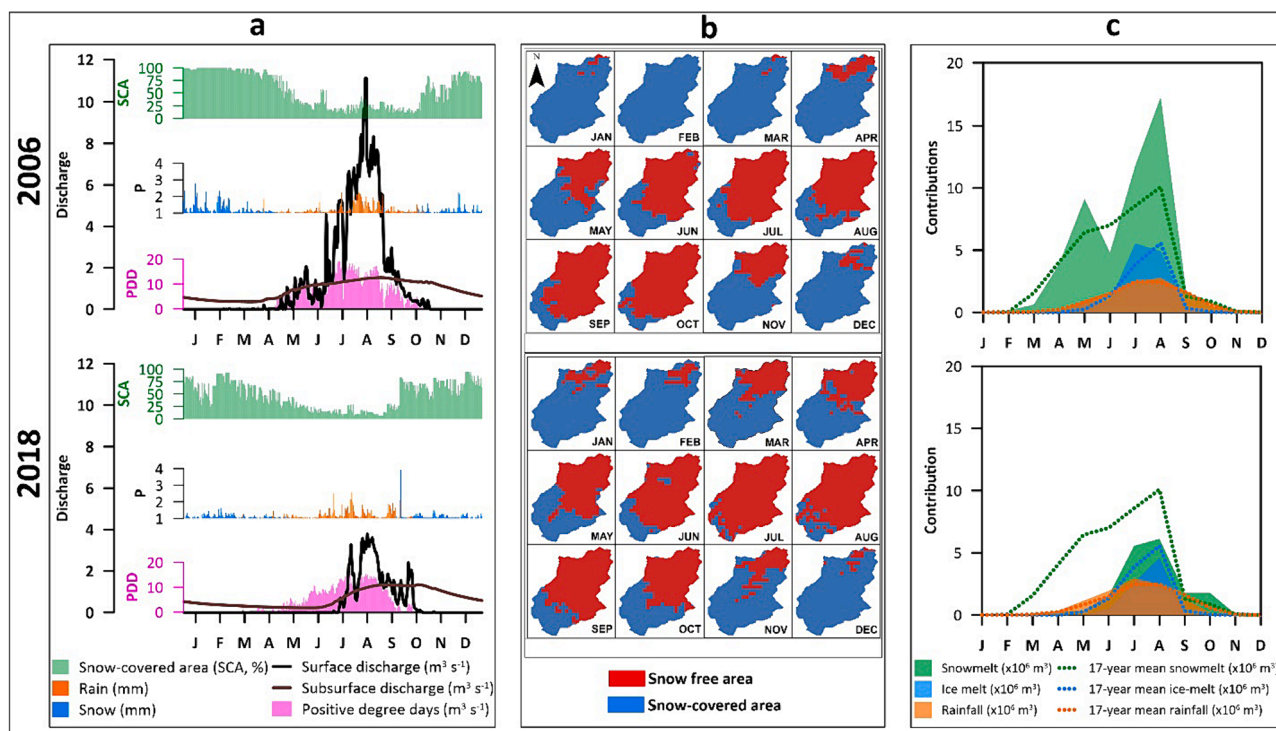 a
b
c
2006
Discharge
12
10
8
6
4
2
0
SCA
100
75
50
25
0
P
4
3
2
1
PDD
20
10
0
J F M A M J J A S O N D
N
JAN FEB MAR APR
MAY JUN JUL AUG
SEP OCT NOV DEC
Contributions
20
15
10
5
0
J F M A M J J A S O N D
2018
Discharge
12
10
8
6
4
2
0
SCA
100
75
50
25
0
P
4
3
2
1
PDD
20
10
0
J F M A M J J A S O N D
JAN FEB MAR APR
MAY JUN JUL AUG
SEP OCT NOV DEC
Contribution
20
15
10
5
0
J F M A M J J A S O N D
Snow-covered area (SCA, %)
Rain (mm)
Snow (mm)
Surface discharge (m³ s⁻¹)
Subsurface discharge (m³ s⁻¹)
Positive degree days (m³ s⁻¹)
Snow free area
Snow-covered area
Snowmelt (x10⁶ m³)
Ice melt (x10⁶ m³)
Rainfall (x10⁶ m³)
17-year mean snowmelt (x10⁶ m³)
17-year mean ice-melt (x10⁶ m³)
17-year mean rainfall (x10⁶ m³)